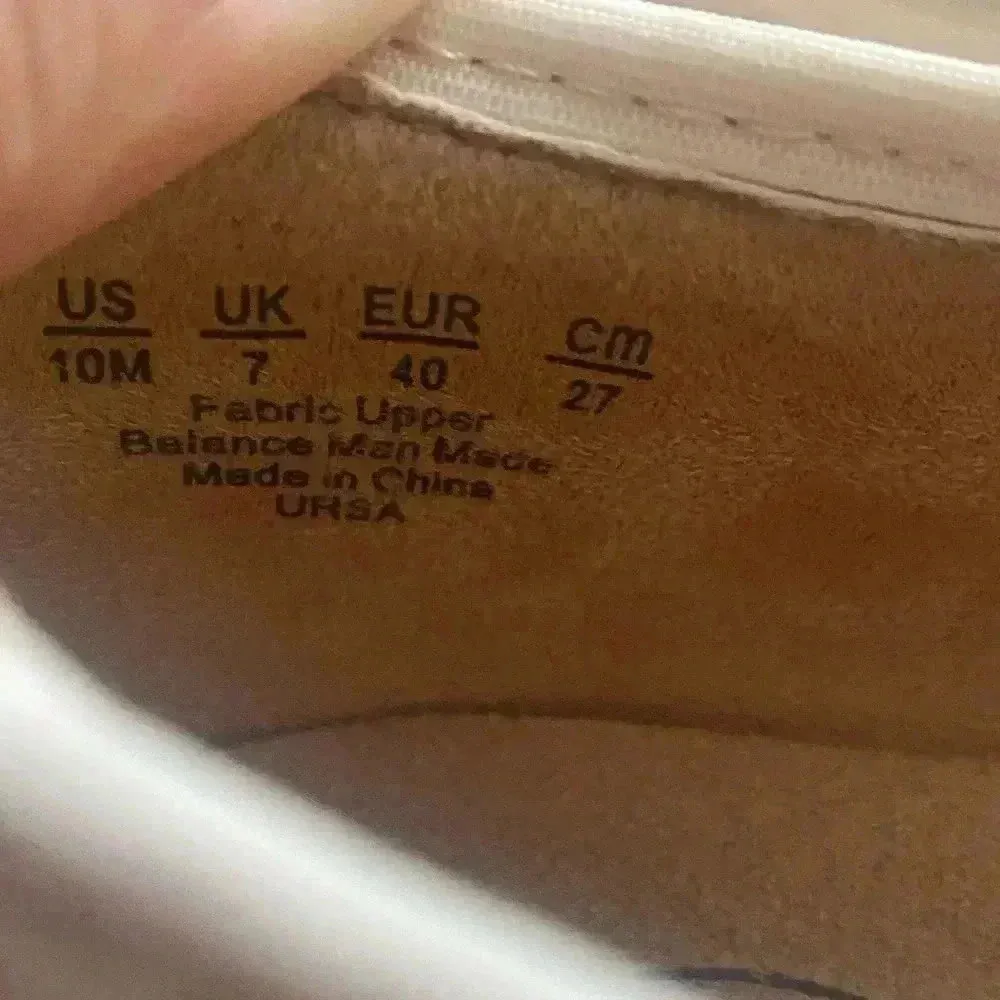 US UK EUR cm
10M 7 40 27
Fabric Upper
Balance Man Made
Made in China
URSA